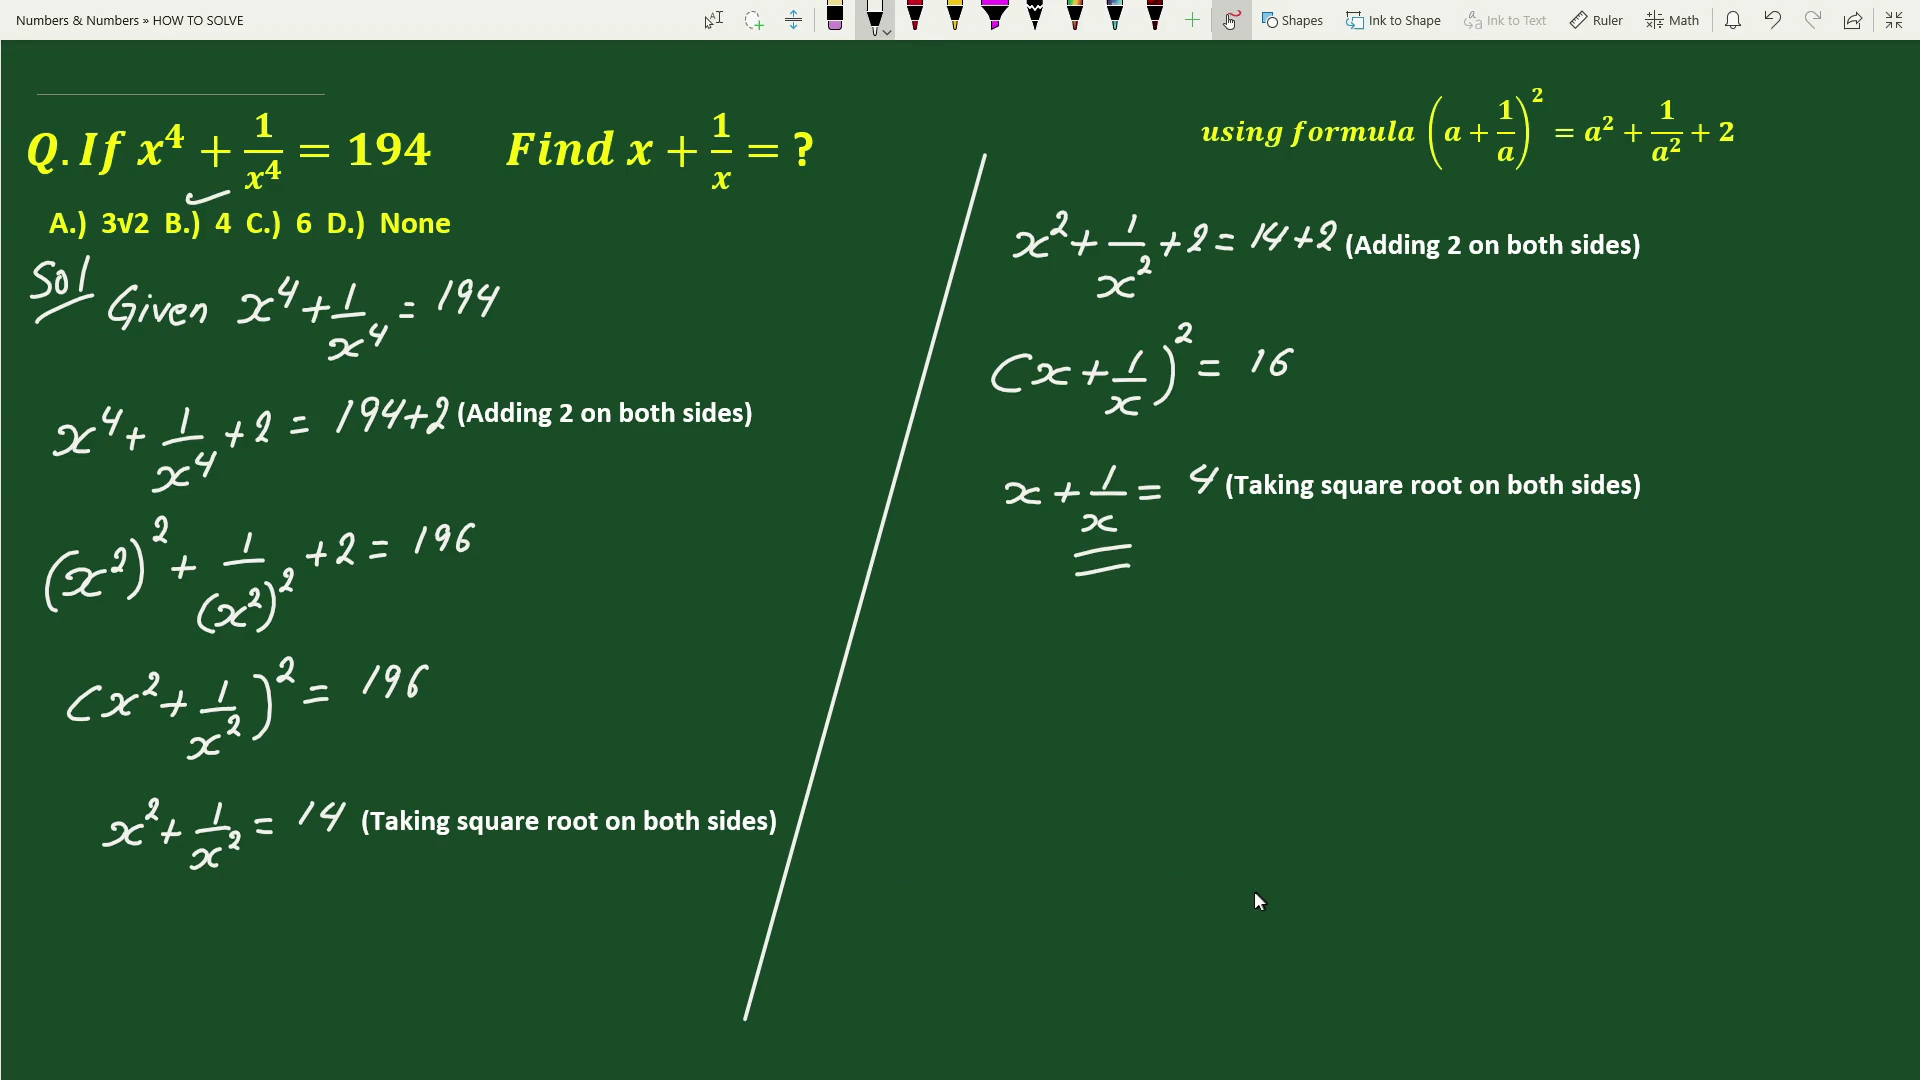 Numbers & Numbers » HOW TO SOLVE
Shapes Ink to Shape Ink to Text Ruler Math
Q. If x⁴ + 1/x⁴ = 194 Find x + 1/x = ?
A.) 3√2 B.) 4 C.) 6 D.) None
Sol Given x⁴ + 1/x⁴ = 194
x⁴ + 1/x⁴ + 2 = 194+2 (Adding 2 on both sides)
(x²)² + 1/(x²)² + 2 = 196
(x² + 1/x²)² = 196
x² + 1/x² = 14 (Taking square root on both sides)
using formula (a + 1/a)² = a² + 1/a² + 2
x² + 1/x² + 2 = 14+2 (Adding 2 on both sides)
(x + 1/x)² = 16
x + 1/x = 4 (Taking square root on both sides)